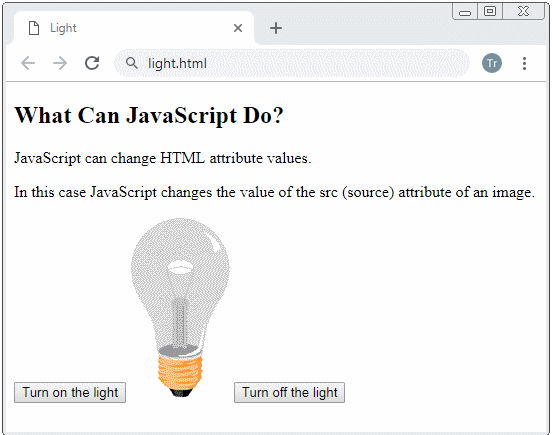 Light
light.html
Tr
What Can JavaScript Do?
JavaScript can change HTML attribute values.
In this case JavaScript changes the value of the src (source) attribute of an image.
Turn on the light
Turn off the light